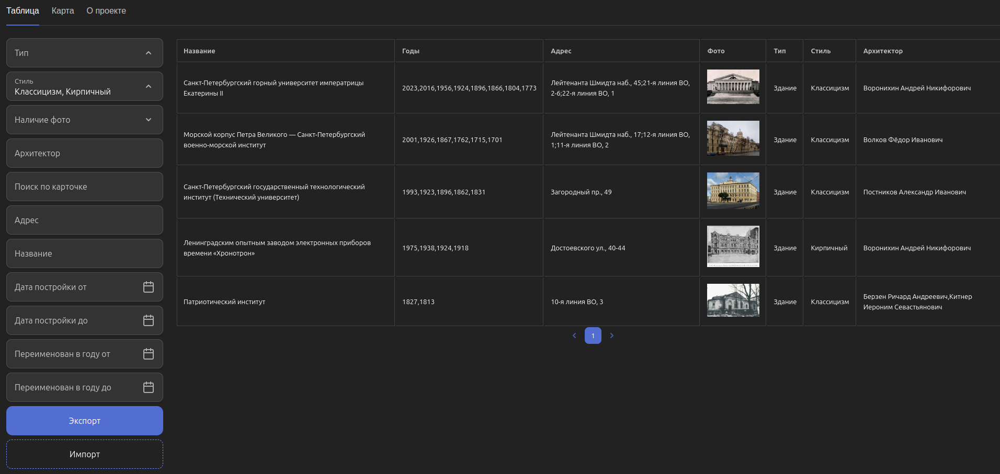 Таблица Карта О проекте
Тип
Стиль
Классицизм, Кирпичный
Наличие фото
Архитектор
Поиск по карточке
Адрес
Название
Дата постройки от
Дата постройки до
Переименован в году от
Переименован в году до
Экспорт
Импорт
Название Годы Адрес Фото Тип Стиль Архитектор
Санкт-Петербургский горный университет императрицы
Екатерины II
2023,2016,1956,1924,1896,1866,1804,1773
Лейтенанта Шмидта наб., 45;21-я линия ВО,
2-6;22-я линия ВО, 1
Здание
Классицизм
Воронихин Андрей Никифорович
Морской корпус Петра Великого — Санкт-Петербургский
военно-морской институт
2001,1926,1867,1762,1715,1701
Лейтенанта Шмидта наб., 17;12-я линия ВО,
1;11-я линия ВО, 2
Здание
Классицизм
Волков Фёдор Иванович
Санкт-Петербургский государственный технологический
институт (Технический университет)
1993,1923,1896,1862,1831
Загородный пр., 49
Здание
Классицизм
Постников Александр Иванович
Ленинградским опытным заводом электронных приборов
времени «Хронотрон»
1975,1938,1924,1918
Достоевского ул., 40-44
Здание
Кирпичный
Воронихин Андрей Никифорович
Патриотический институт
1827,1813
10-я линия ВО, 3
Здание
Классицизм
Берзен Ричард Андреевич,Китнер
Иероним Севастьянович
1